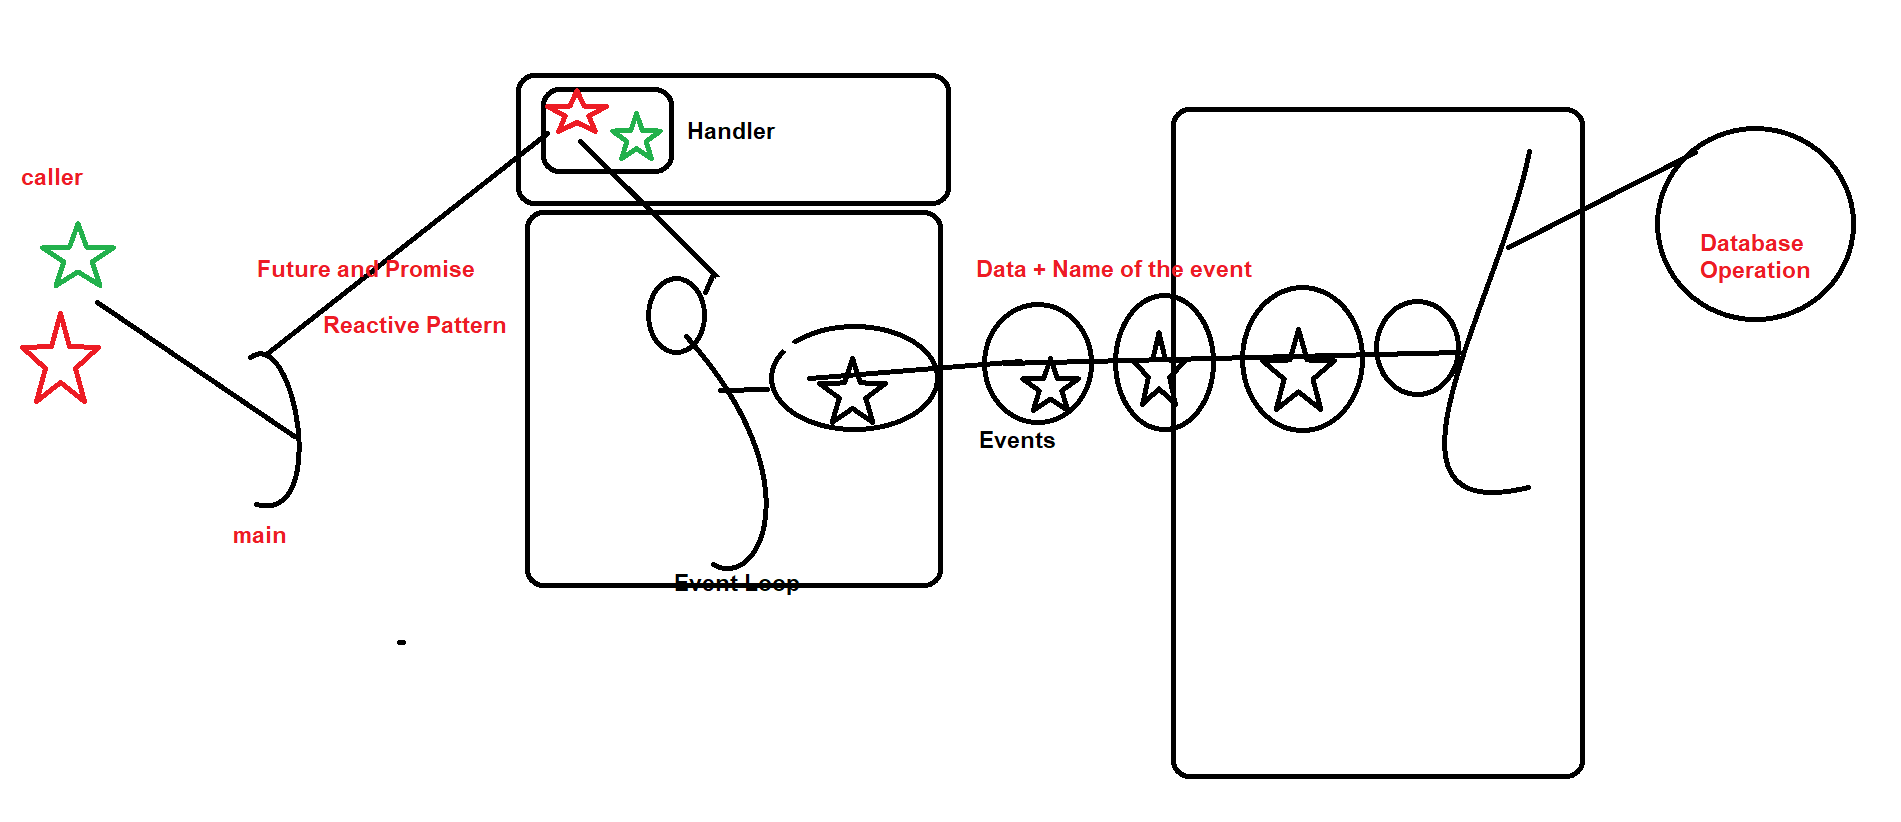 caller
Future and Promise
Reactive Pattern
main
Handler
Event Loop
Data + Name of the event
Events
Database
Operation